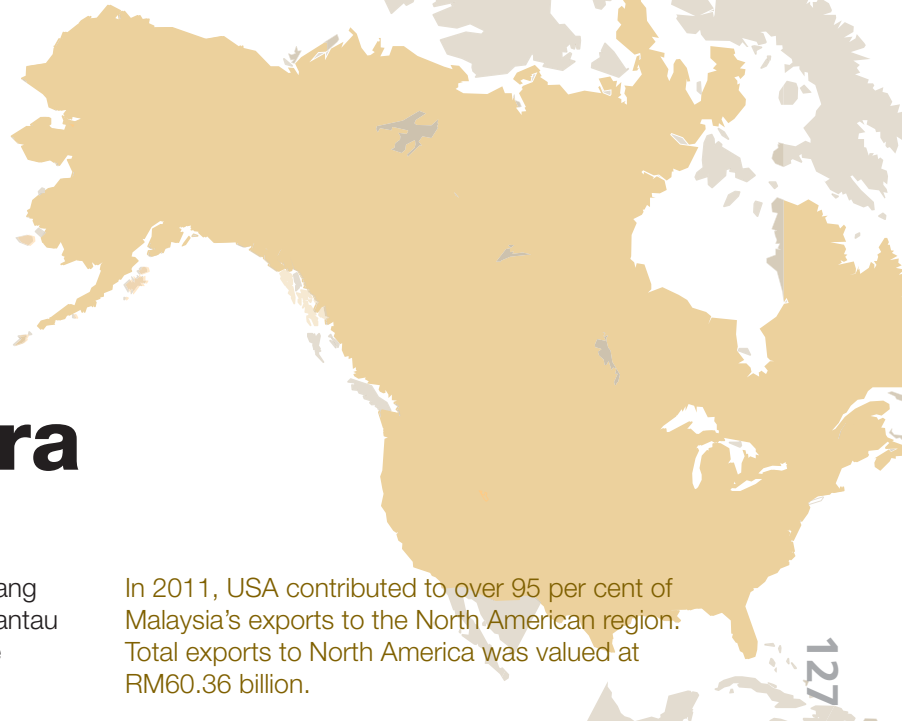 ra
ang
antau
In 2011, USA contributed to over 95 per cent of
Malaysia's exports to the North American region.
Total exports to North America was valued at
RM60.36 billion.
127